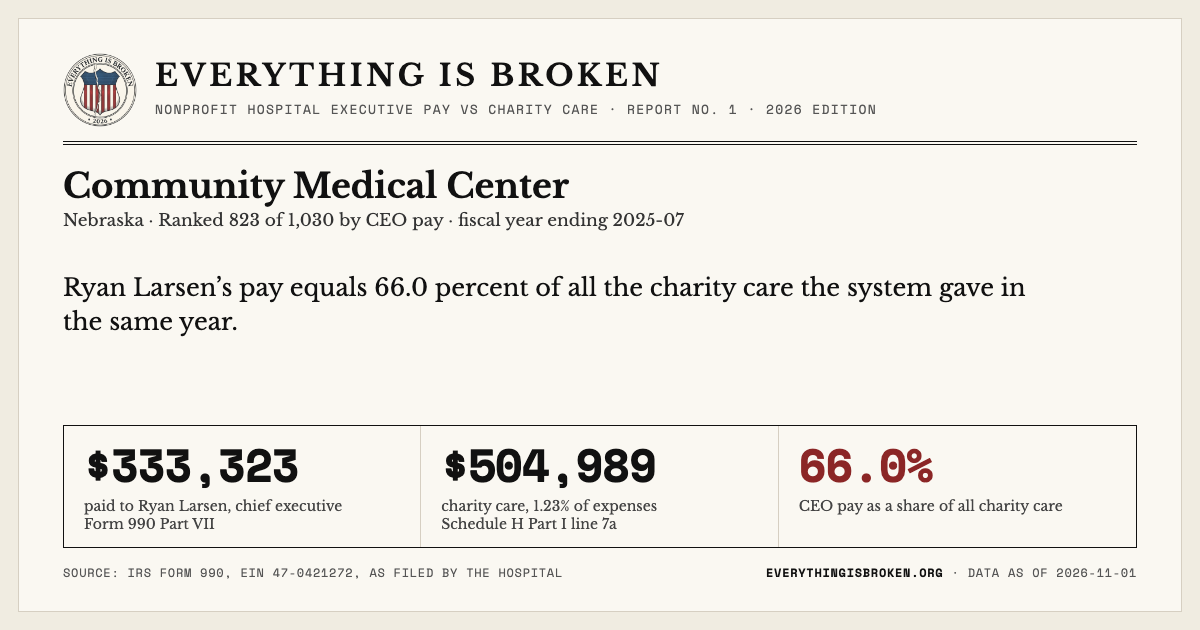 EVERYTHING IS BROKEN
· 2026 ·
EVERYTHING IS BROKEN
NONPROFIT HOSPITAL EXECUTIVE PAY VS CHARITY CARE · REPORT NO. 1 · 2026 EDITION
Community Medical Center
Nebraska · Ranked 823 of 1,030 by CEO pay · fiscal year ending 2025-07
Ryan Larsen’s pay equals 66.0 percent of all the charity care the system gave in
the same year.
$333,323
paid to Ryan Larsen, chief executive
Form 990 Part VII
$504,989
charity care, 1.23% of expenses
Schedule H Part I line 7a
66.0%
CEO pay as a share of all charity care
SOURCE: IRS FORM 990, EIN 47-0421272, AS FILED BY THE HOSPITAL
EVERYTHINGISBROKEN.ORG · DATA AS OF 2026-11-01